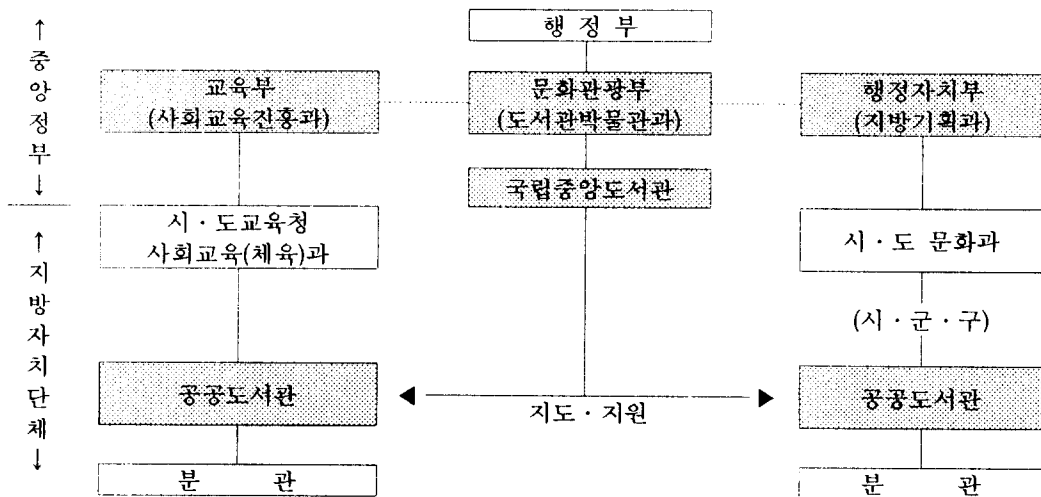 행 정 부
↑ 중 앙 정 부 ↓
교육부
(사회교육진흥과)
문화관광부
(도서관박물관과)
행정자치부
(지방기획과)
국립중앙도서관
↑ 지 방 자 치 단 체 ↓
시 · 도교육청
사회교육(체육)과
시 · 도 문화과
(시 · 군 · 구)
공공도서관
지도 · 지원
공공도서관
분 관
분 관